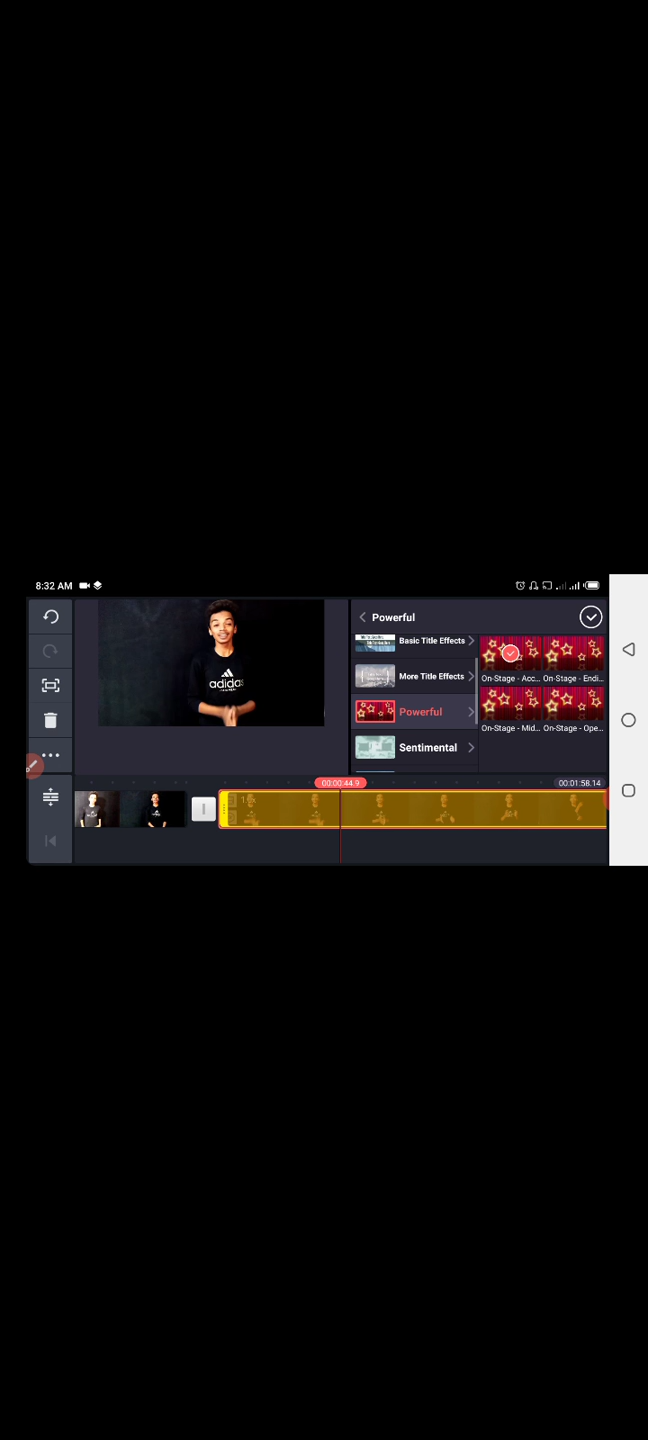 8:32 AM
Powerful
Basic Title Effects
More Title Effects
Powerful
Sentimental
On-Stage - Acc...
On-Stage - Endi...
On-Stage - Mid...
On-Stage - Ope...
adidas
00:00:44.9
00:01:58.14